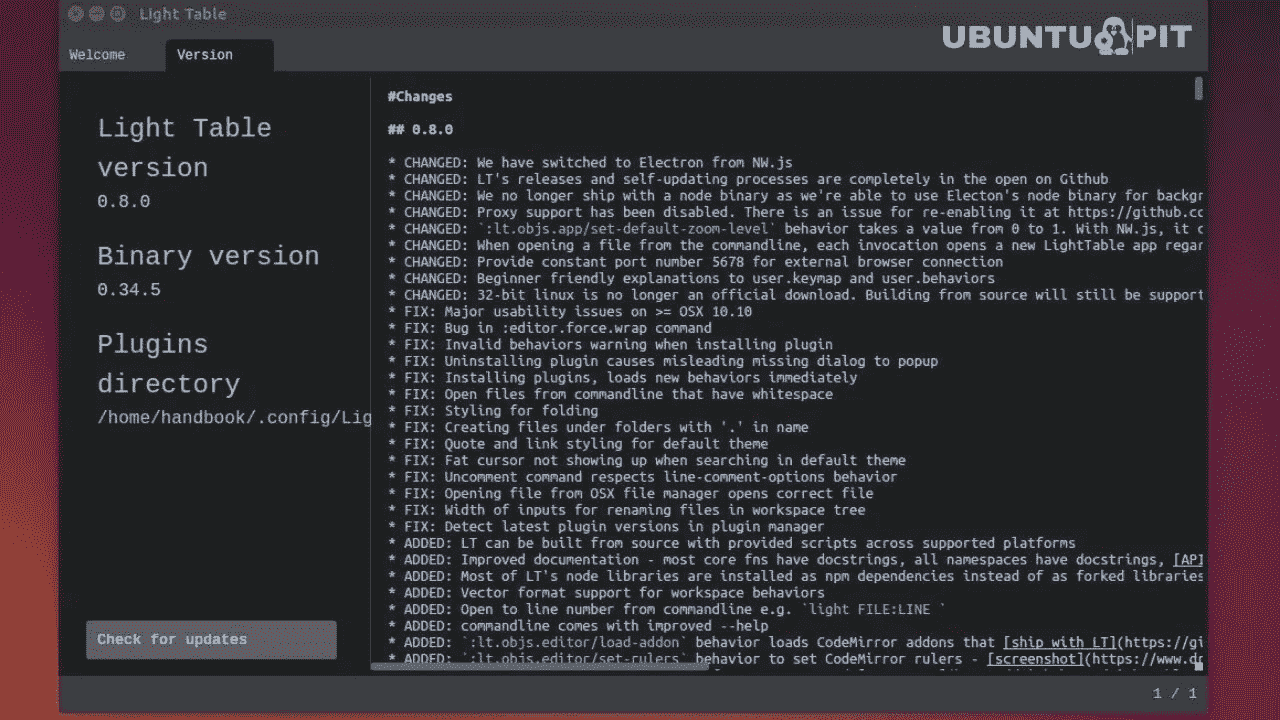 Light Table
UBUNTU PIT
Welcome
Version
Light Table
version
0.8.0
Binary version
0.34.5
Plugins
directory
/home/handbook/.config/Lig
Check for updates
#Changes
## 0.8.0
* CHANGED: We have switched to Electron from NW.js
* CHANGED: LT's releases and self-updating processes are completely in the open on Github
* CHANGED: We no longer ship with a node binary as we're able to use Electon's node binary for backgr
* CHANGED: Proxy support has been disabled. There is an issue for re-enabling it at https://github.co
* CHANGED: `:lt.objs.app/set-default-zoom-level` behavior takes a value from 0 to 1. With NW.js, it c
* CHANGED: When opening a file from the commandline, each invocation opens a new LightTable app regar
* CHANGED: Provide constant port number 5678 for external browser connection
* CHANGED: Beginner friendly explanations to user.keymap and user.behaviors
* CHANGED: 32-bit linux is no longer an official download. Building from source will still be support
* FIX: Major usability issues on >= OSX 10.10
* FIX: Bug in :editor.force.wrap command
* FIX: Invalid behaviors warning when installing plugin
* FIX: Uninstalling plugin causes misleading missing dialog to popup
* FIX: Installing plugins, loads new behaviors immediately
* FIX: Open files from commandline that have whitespace
* FIX: Styling for folding
* FIX: Creating files under folders with '.' in name
* FIX: Quote and link styling for default theme
* FIX: Fat cursor not showing up when searching in default theme
* FIX: Uncomment command respects line-comment-options behavior
* FIX: Opening file from OSX file manager opens correct file
* FIX: Width of inputs for renaming files in workspace tree
* FIX: Detect latest plugin versions in plugin manager
* ADDED: LT can be built from source with provided scripts across supported platforms
* ADDED: Improved documentation - most core fns have docstrings, all namespaces have docstrings, [API
* ADDED: Most of LT's node libraries are installed as npm dependencies instead of as forked libraries
* ADDED: Vector format support for workspace behaviors
* ADDED: Open to line number from commandline e.g. `light FILE:LINE `
* ADDED: commandline comes with improved --help
* ADDED: `:lt.objs.editor/load-addon` behavior loads CodeMirror addons that [ship with LT](https://gi
* ADDED: `:lt.objs.editor/set-rulers` behavior to set CodeMirror rulers - [screenshot](https://www.dr
1 / 1